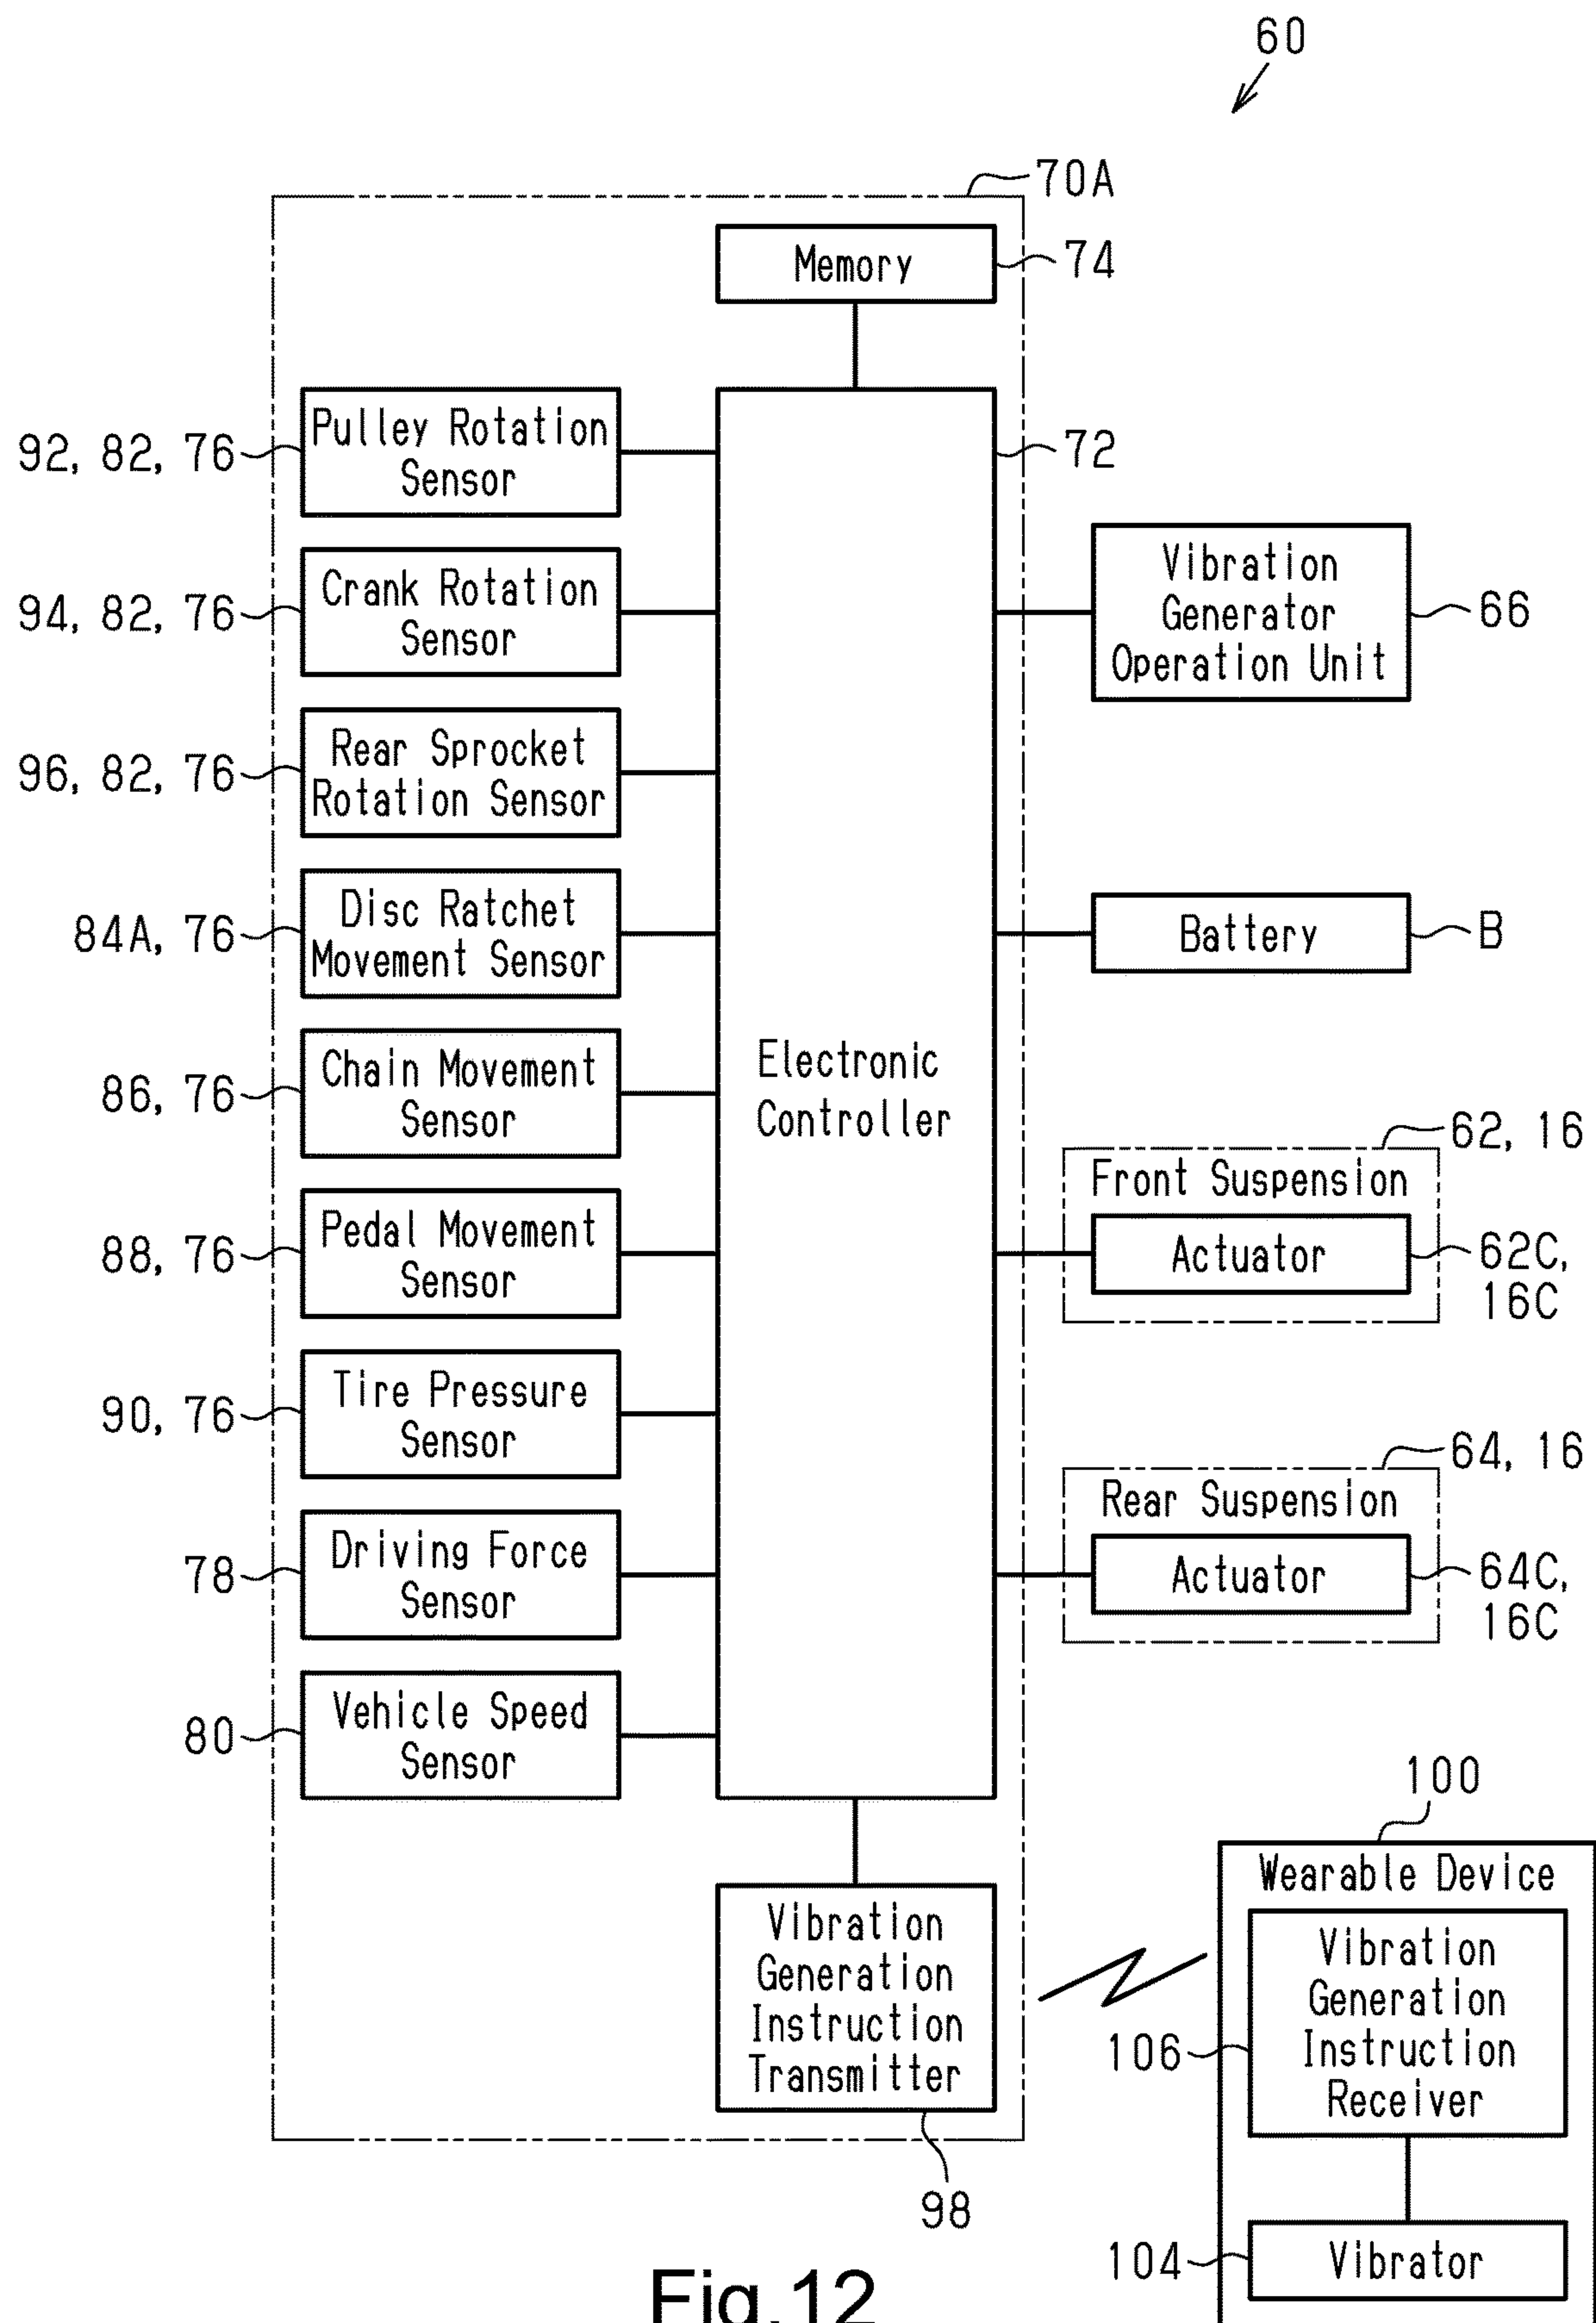 60
70A
Memory
74
Pulley Rotation
Sensor
92, 82, 76
72
Crank Rotation
Sensor
94, 82, 76
Vibration
Generator
Operation Unit
66
Rear Sprocket
Rotation Sensor
96, 82, 76
Disc Ratchet
Movement Sensor
84A, 76
Battery
B
Chain Movement
Sensor
86, 76
Electronic
Controller
62, 16
Front Suspension
Pedal Movement
Sensor
88, 76
Actuator
62C,
16C
Tire Pressure
Sensor
90, 76
64, 16
Rear Suspension
Driving Force
Sensor
78
Actuator
64C,
16C
Vehicle Speed
Sensor
80
100
Wearable Device
Vibration
Generation
Instruction
Transmitter
98
Vibration
Generation
Instruction
Receiver
106
Vibrator
104
Fig.12